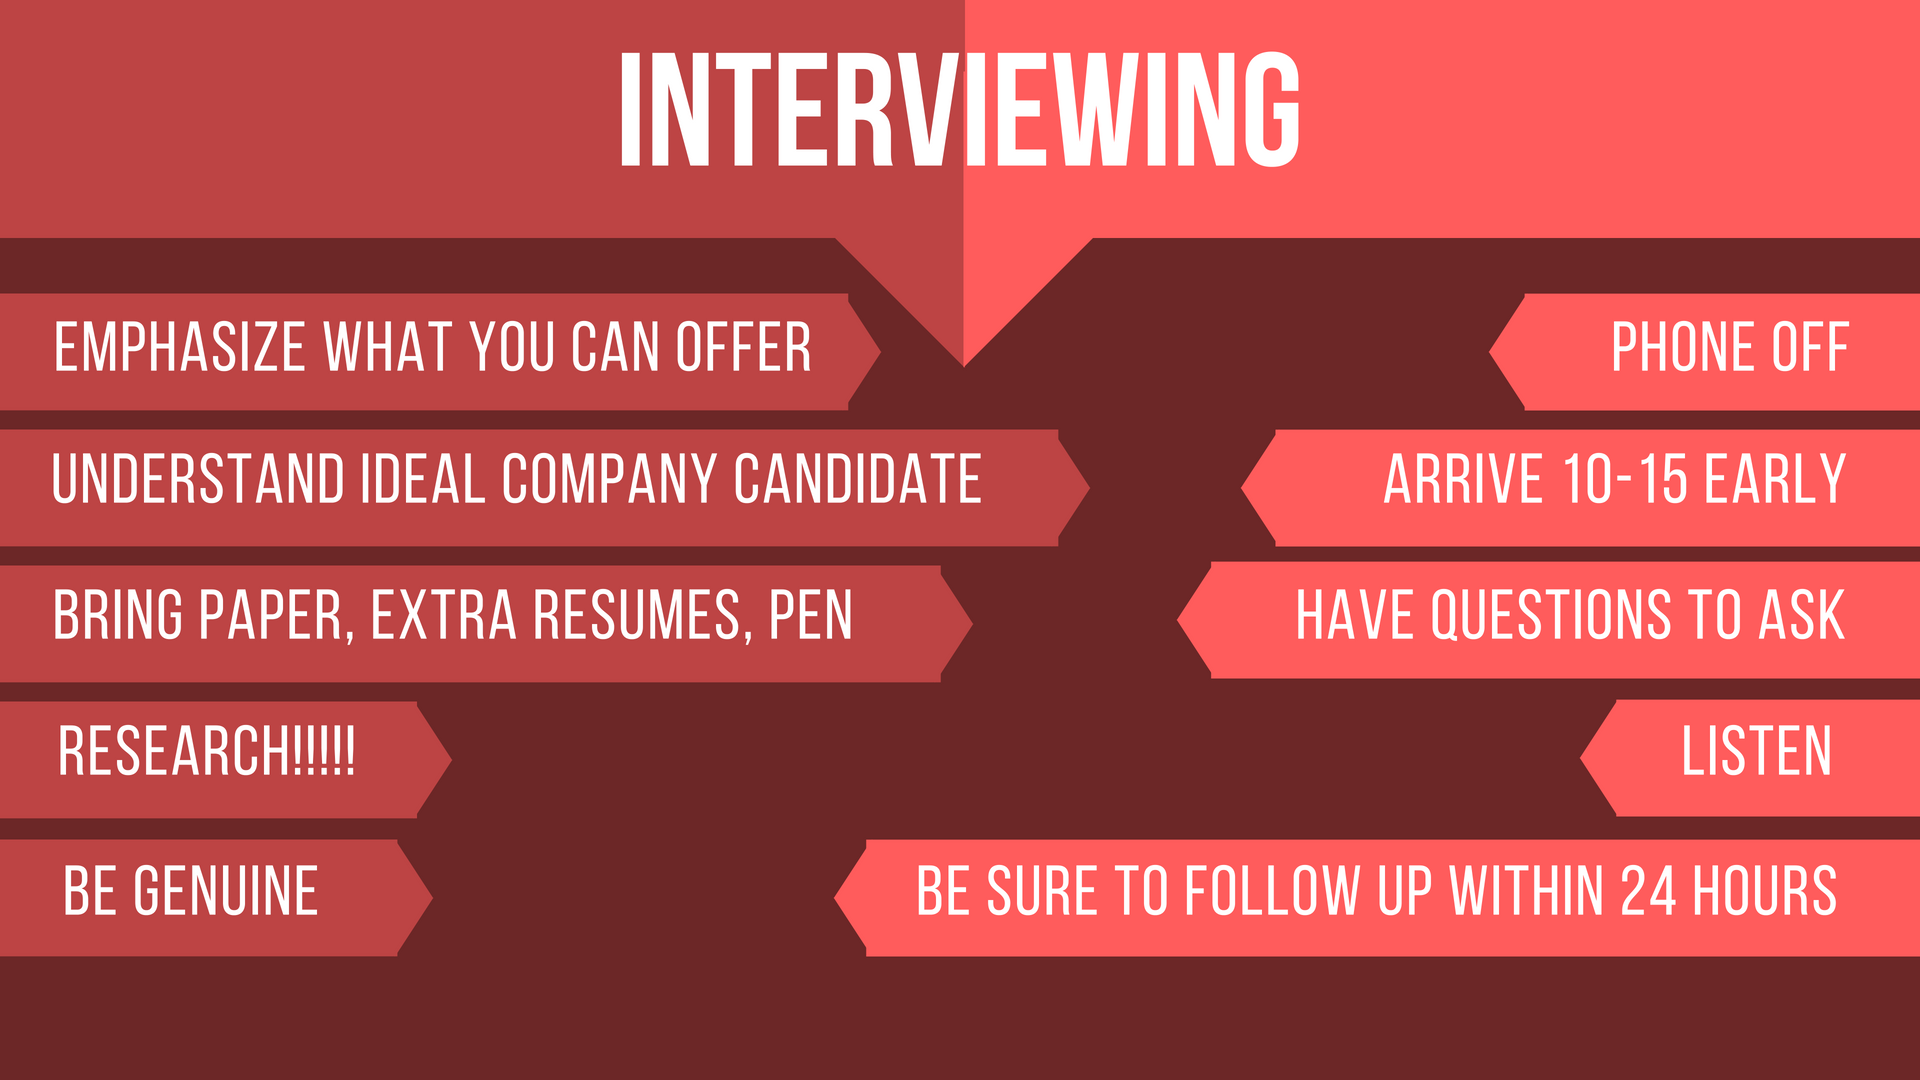 INTERVIEWING
EMPHASIZE WHAT YOU CAN OFFER
UNDERSTAND IDEAL COMPANY CANDIDATE
BRING PAPER, EXTRA RESUMES, PEN
RESEARCH!!!!!
BE GENUINE
PHONE OFF
ARRIVE 10-15 EARLY
HAVE QUESTIONS TO ASK
LISTEN
BE SURE TO FOLLOW UP WITHIN 24 HOURS